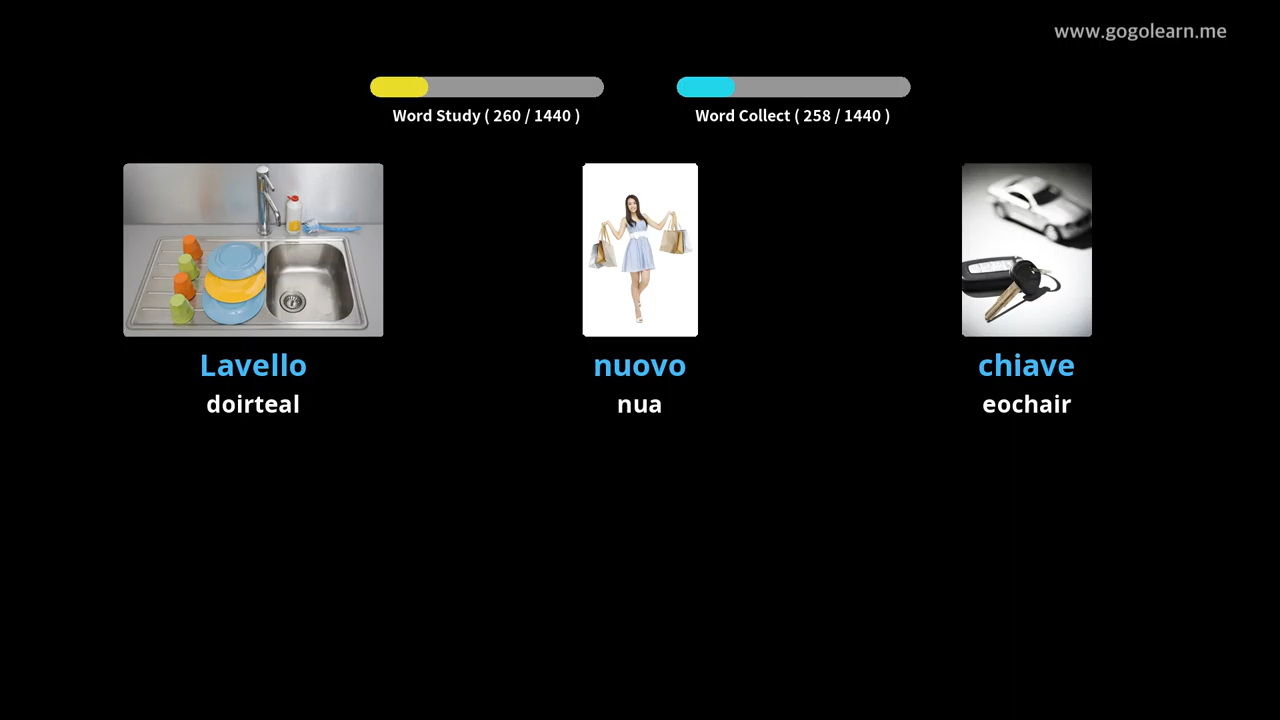 www.gogolearn.me
Word Study ( 260 / 1440 )
Word Collect ( 258 / 1440 )
Lavello
doirteal
nuovo
nua
chiave
eochair